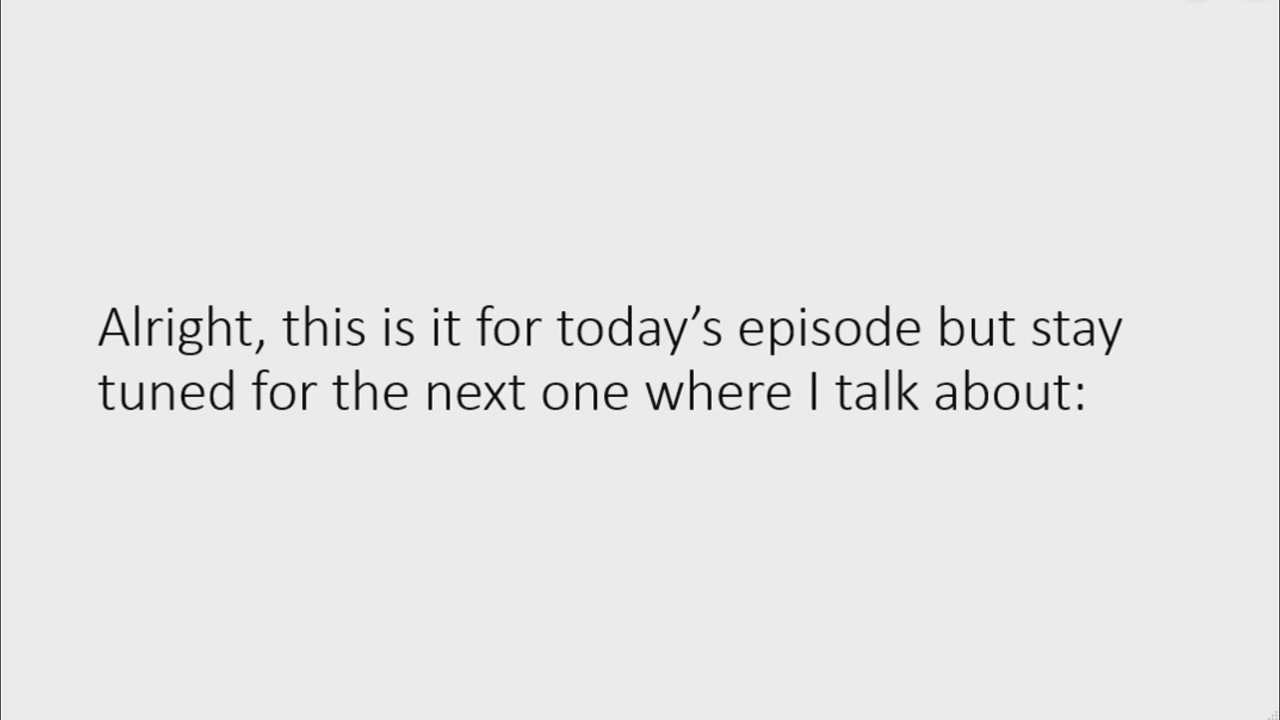 Alright, this is it for today’s episode but stay
tuned for the next one where I talk about: